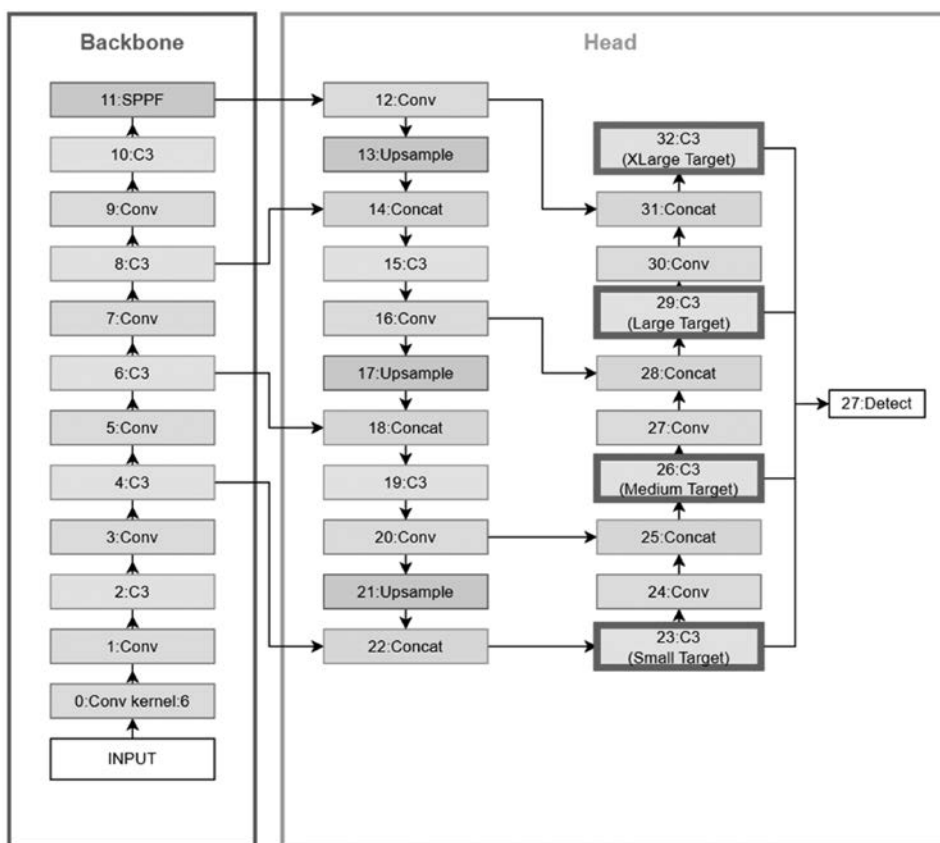 Backbone
11:SPPF
10:C3
9:Conv
8:C3
7:Conv
6:C3
5:Conv
4:C3
3:Conv
2:C3
1:Conv
0:Conv kernel:6
INPUT
Head
12:Conv
13:Upsample
14:Concat
15:C3
16:Conv
17:Upsample
18:Concat
19:C3
20:Conv
21:Upsample
22:Concat
32:C3
(XLarge Target)
31:Concat
30:Conv
29:C3
(Large Target)
28:Concat
27:Conv
26:C3
(Medium Target)
25:Concat
24:Conv
23:C3
(Small Target)
27:Detect